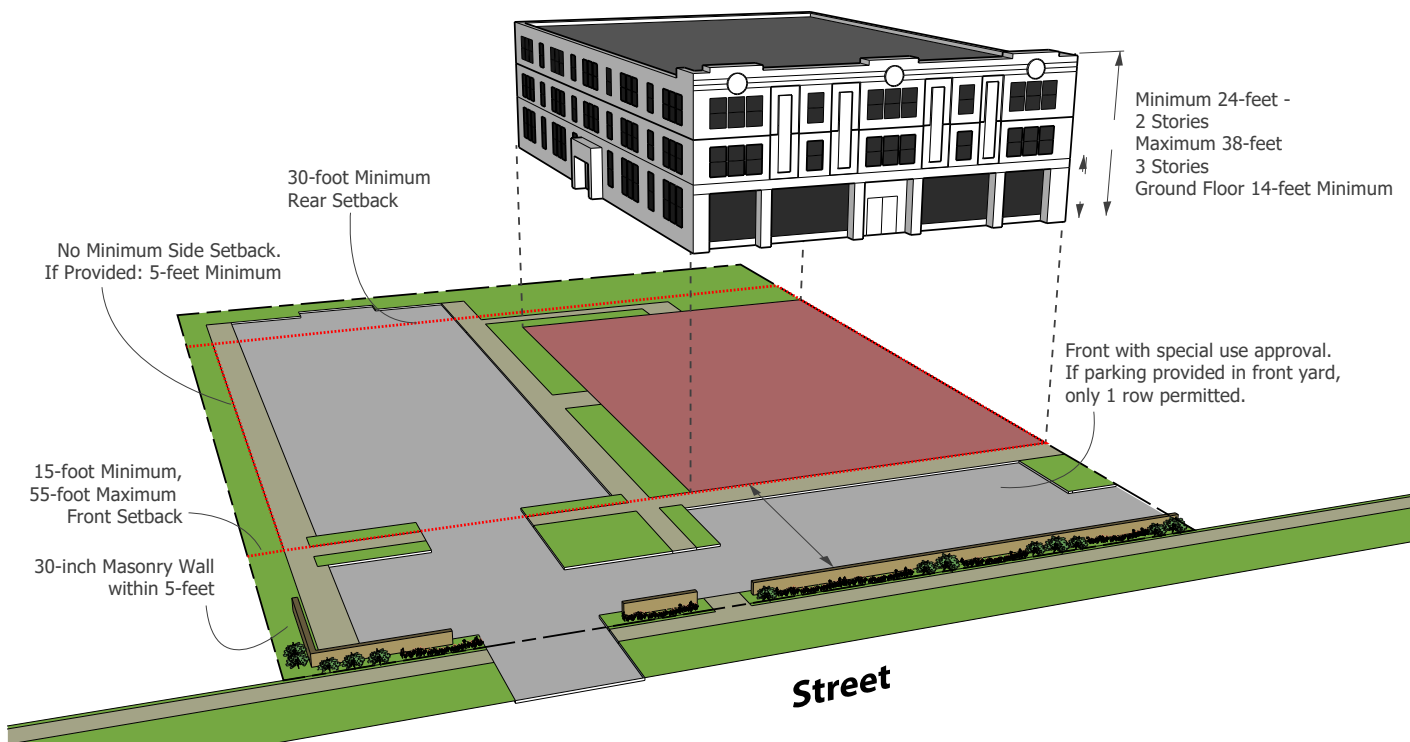 Minimum 24-feet -
2 Stories
Maximum 38-feet
3 Stories
Ground Floor 14-feet Minimum
30-foot Minimum
Rear Setback
No Minimum Side Setback.
If Provided: 5-feet Minimum
Front with special use approval.
If parking provided in front yard,
only 1 row permitted.
15-foot Minimum,
55-foot Maximum
Front Setback
30-inch Masonry Wall
within 5-feet
Street